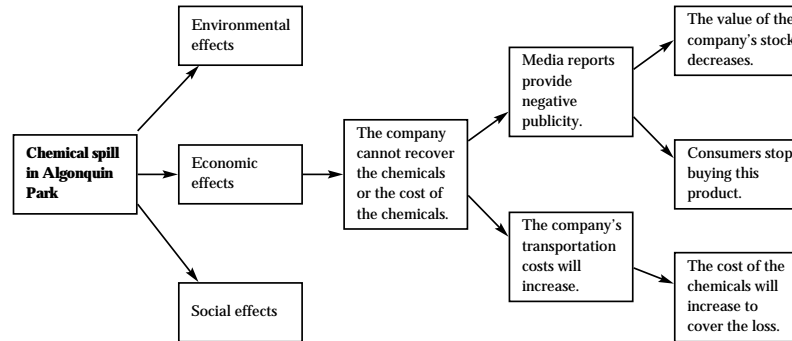 Environmental
effects
Chemical spill
in Algonquin
Park
Economic
effects
Social effects
The company
cannot recover
the chemicals
or the cost of
the chemicals.
Media reports
provide
negative
publicity.
The company’s
transportation
costs will
increase.
The value of the
company’s stock
decreases.
Consumers stop
buying this
product.
The cost of the
chemicals will
increase to
cover the loss.